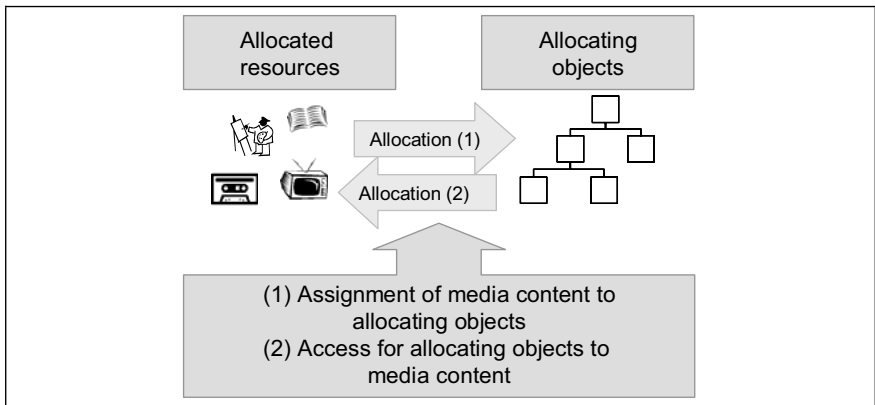 Allocated
resources
Allocating
objects
Allocation (1)
Allocation (2)
(1) Assignment of media content to
allocating objects
(2) Access for allocating objects to
media content